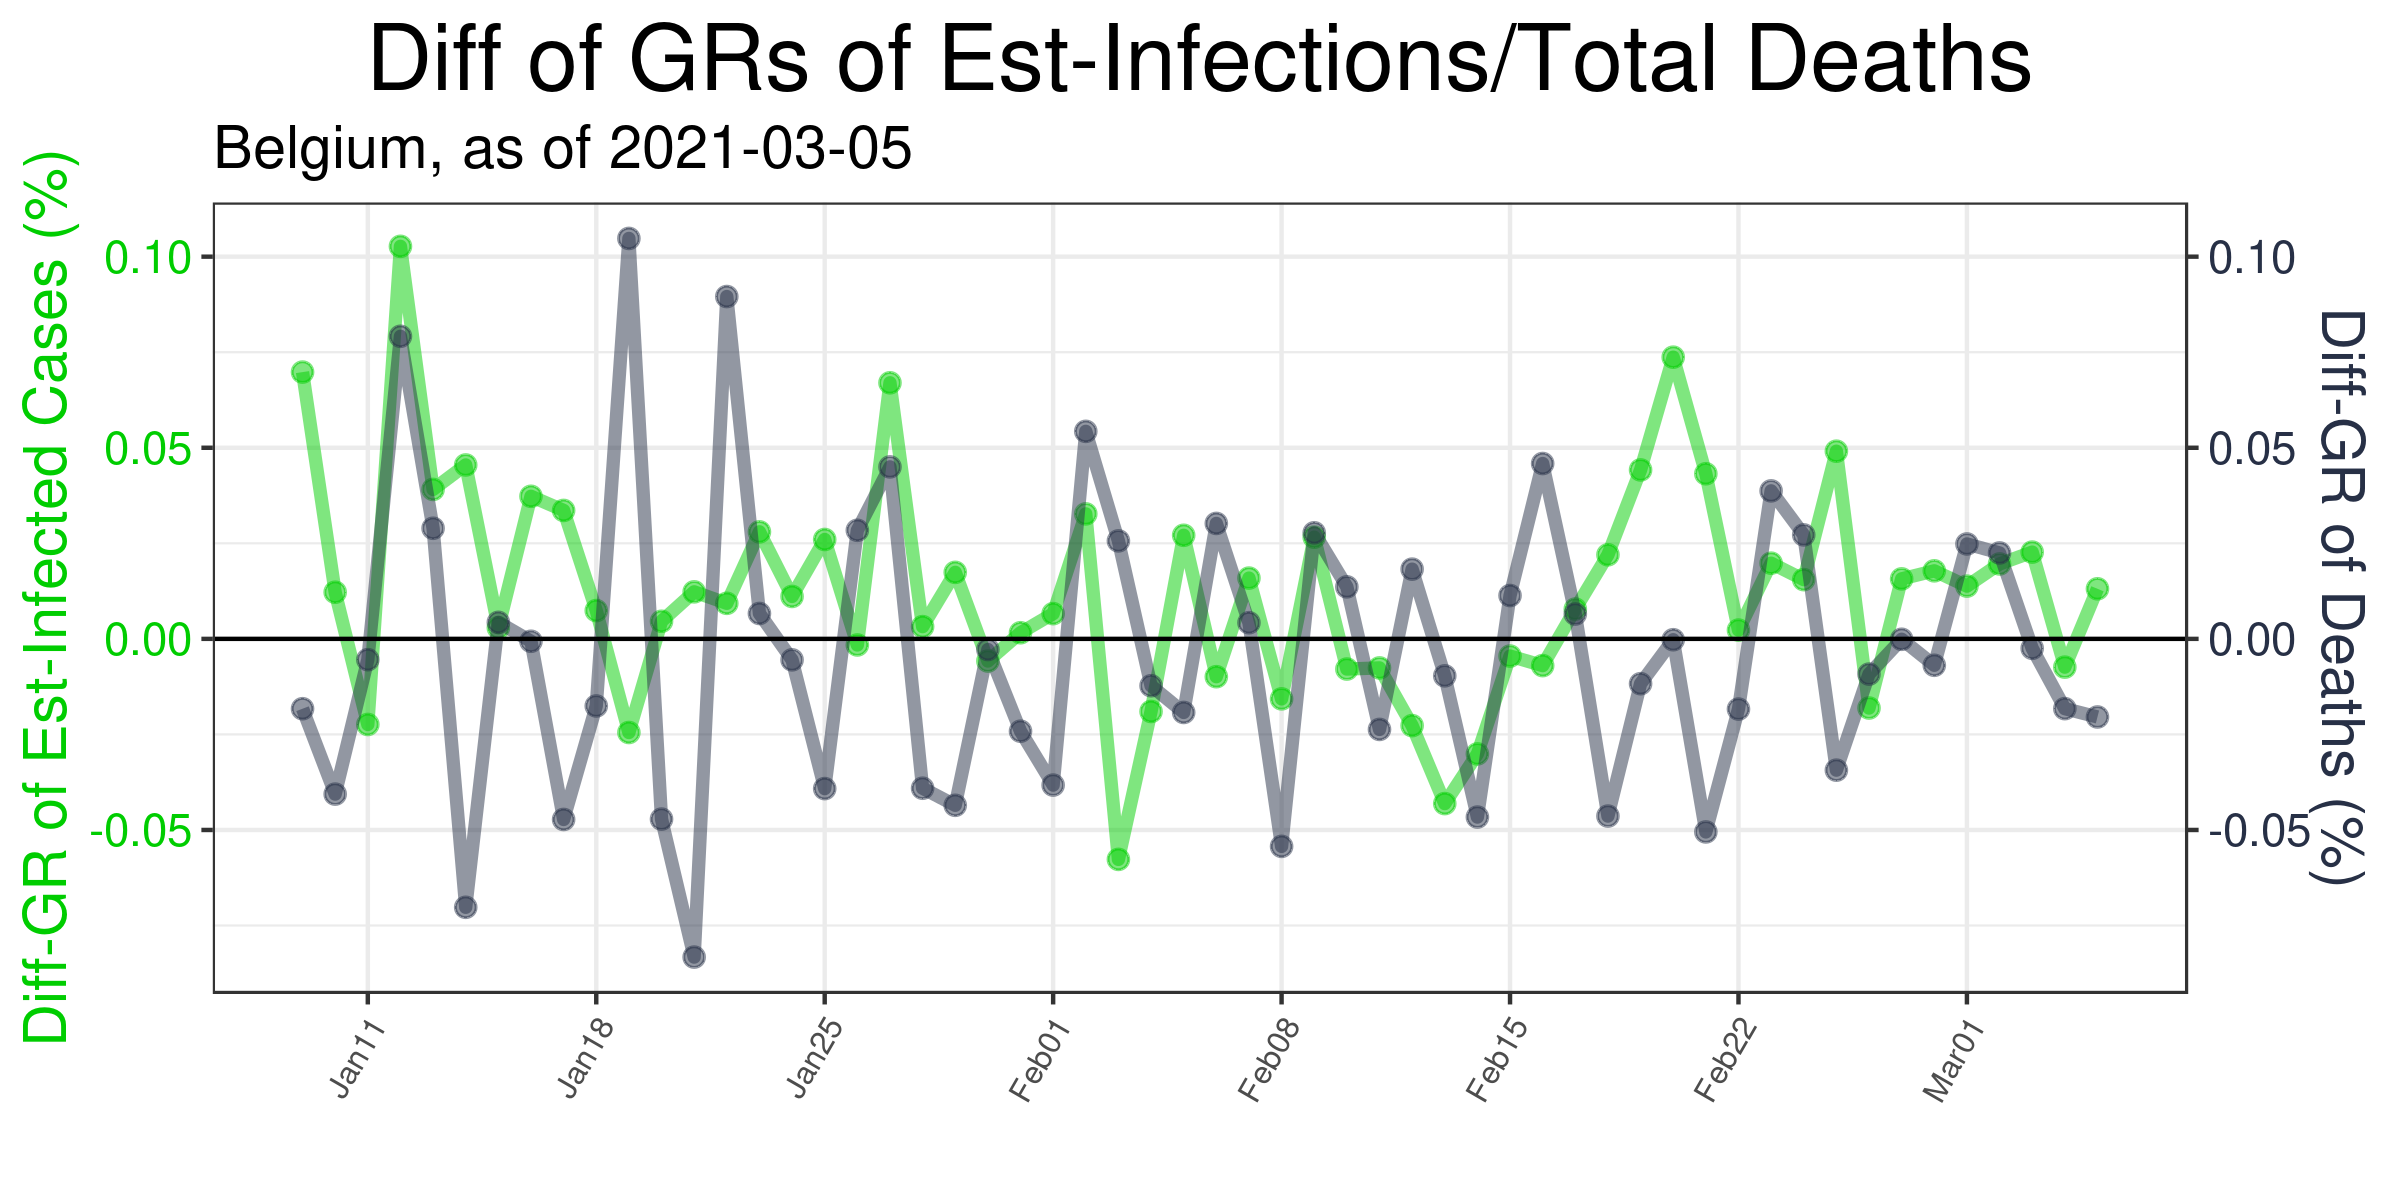 Diff of GRs of Est-Infections/Total Deaths
Belgium, as of 2021-03-05
Diff-GR of Est-Infected Cases (%)
0.10
0.05
0.00
-0.05
0.10
0.05
0.00
-0.05
Diff-GR of Deaths (%)
Jan11
Jan18
Jan25
Feb01
Feb08
Feb15
Feb22
Mar01